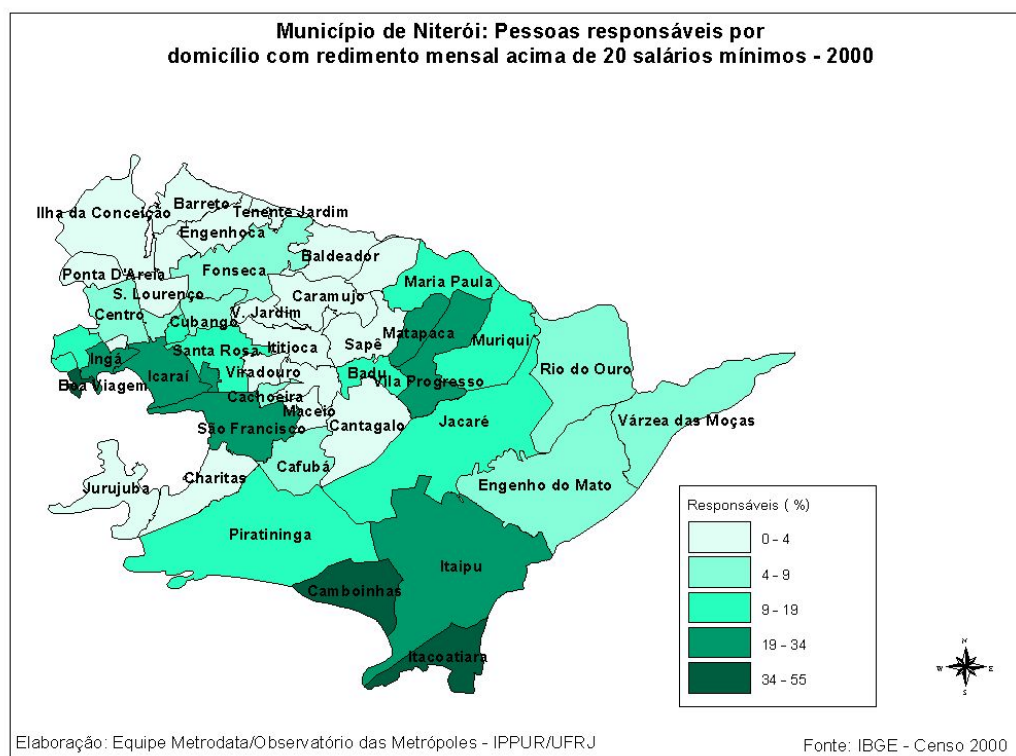 Município de Niterói: Pessoas responsáveis por
domicílio com redimento mensal acima de 20 salários mínimos - 2000
Ilha da Conceição
Barreto
Tenente Jardim
Engenhoca
Fonseca
Baldeador
Ponta D'Areia
S. Lourenço
Centro
Cubango
V. Jardim
Caramujo
Maria Paula
Matapaca
Muriqui
Sapê
Ititioca
Santa Rosa
Ingá
Boa Viagem
Icaraí
Viradouro
Cachoeira
Maceió
Badu
Vila Progresso
Rio do Ouro
Várzea das Moças
São Francisco
Cantagalo
Jacaré
Cafubá
Charitas
Jurujuba
Engenho do Mato
Piratininga
Itaipu
Camboinhas
Itacoatiara
Responsáveis ( %)
0 - 4
4 - 9
9 - 19
19 - 34
34 - 55
N
W
E
S
Elaboração: Equipe Metrodata/Observatório das Metrópoles - IPPUR/UFRJ
Fonte: IBGE - Censo 2000